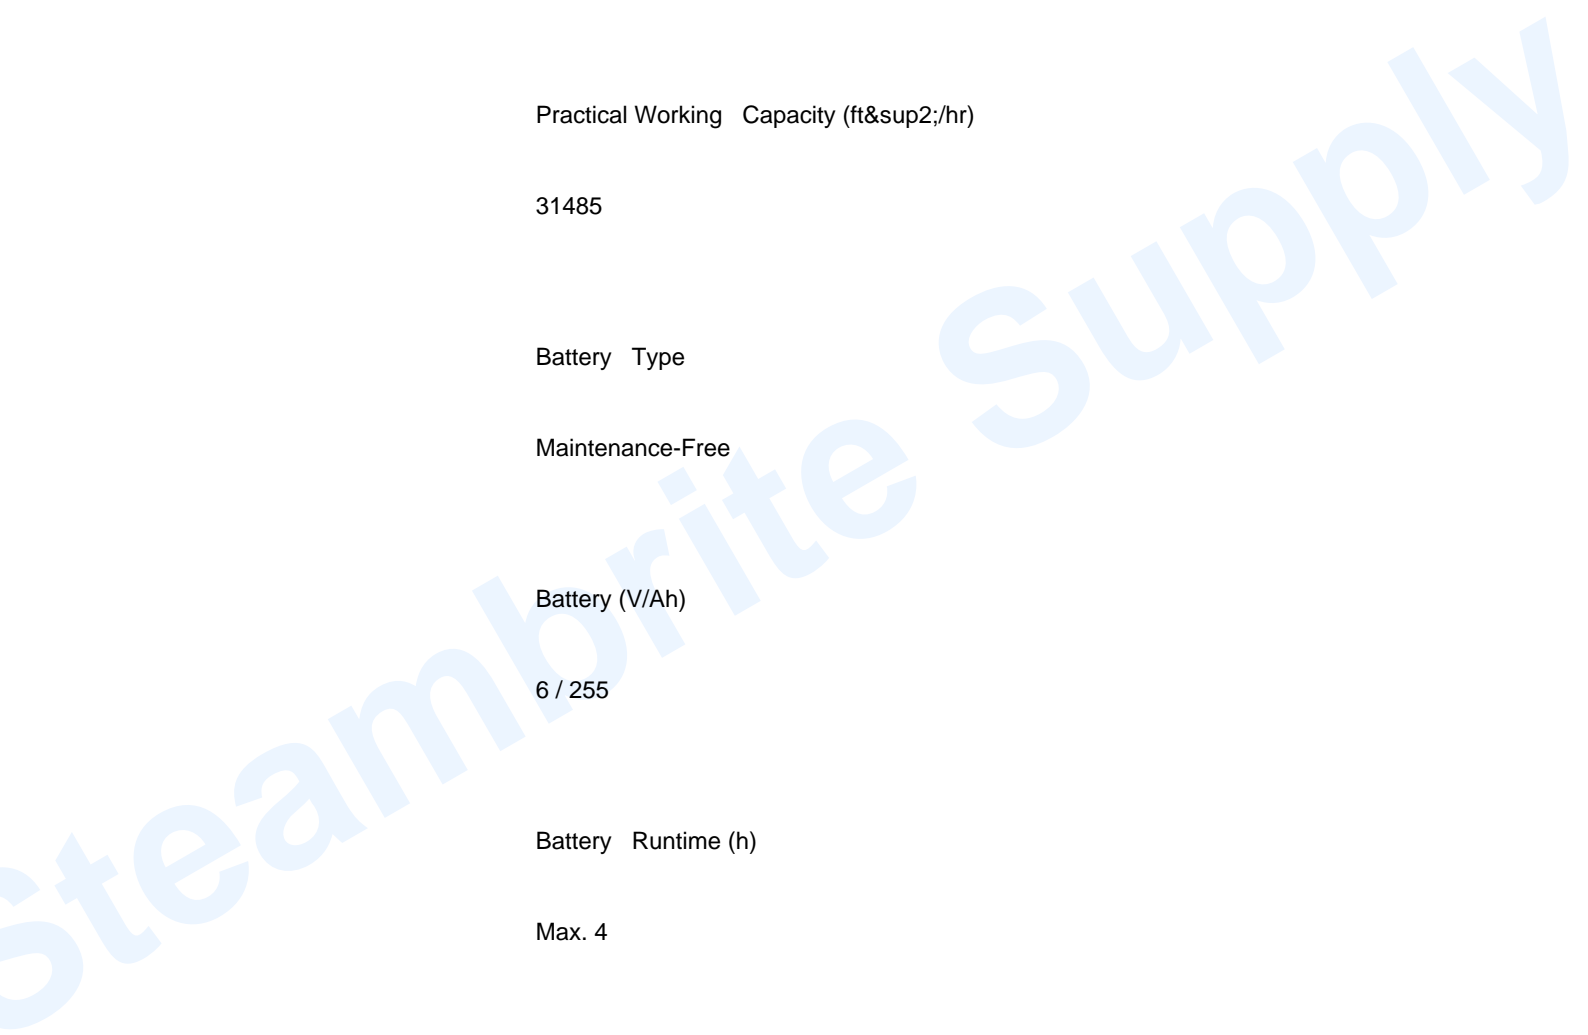 Practical Working   Capacity (ft&sup2;/hr)
31485
Battery   Type
Maintenance-Free
Battery (V/Ah)
6 / 255
Battery   Runtime (h)
Max. 4
Steambrite Supply